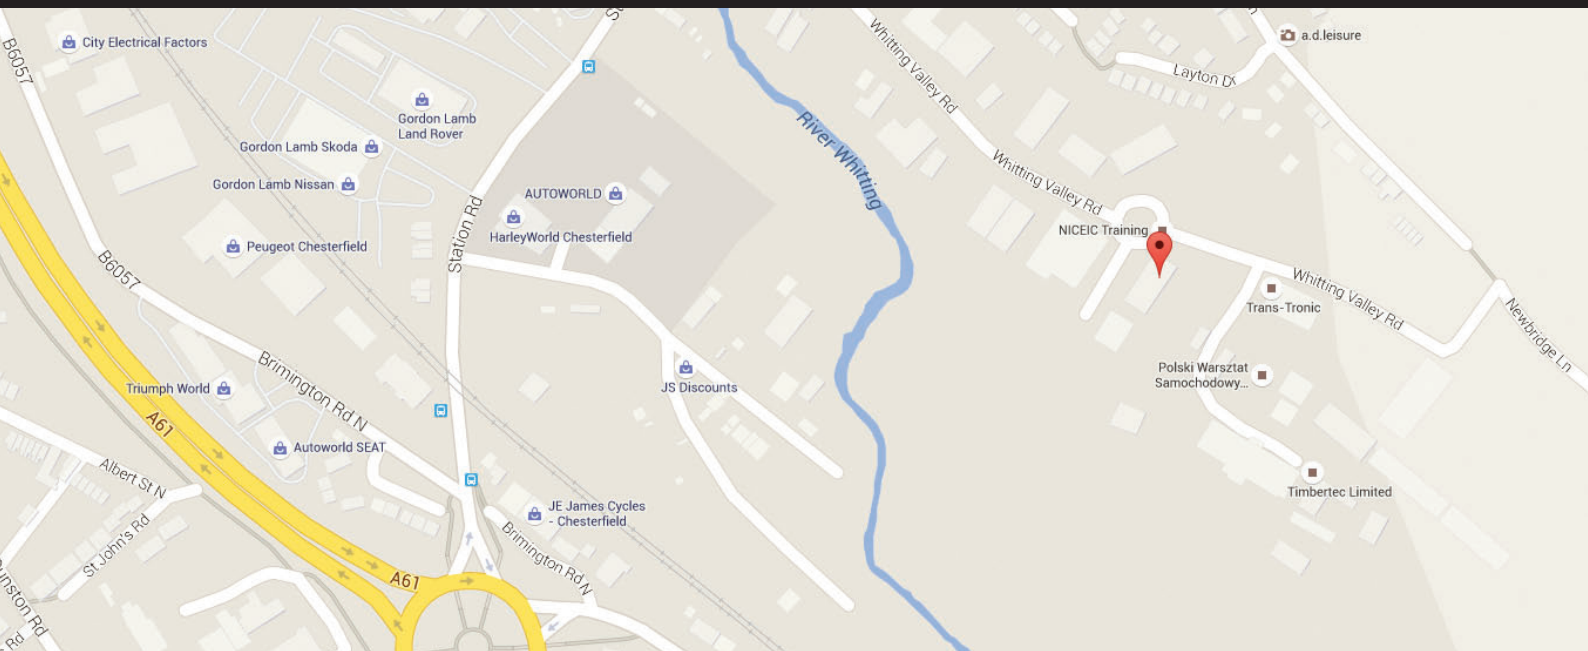 B6057
City Electrical Factors
Gordon Lamb
Land Rover
Gordon Lamb Skoda
Gordon Lamb Nissan
Peugeot Chesterfield
B6057
Station Rd
AUTOWORLD
HarleyWorld Chesterfield
River Whitting
Whitting Valley Rd
Layton Dr
a.d.leisure
Whitting Valley Rd
NICEIC Training
Whitting Valley Rd
Trans-Tronic
Newbridge Ln
Polski Warsztat
Samochodowy...
Timbertec Limited
JS Discounts
Brimington Rd N
Triumph World
A61
Autoworld SEAT
Albert St N
St John's Rd
JE James Cycles
- Chesterfield
Brimington Rd N
A61
Rd
Rd